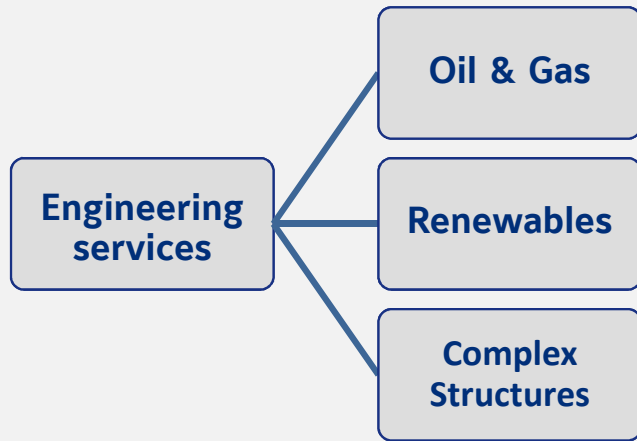 Oil & Gas
Engineering
services
Renewables
Complex
Structures